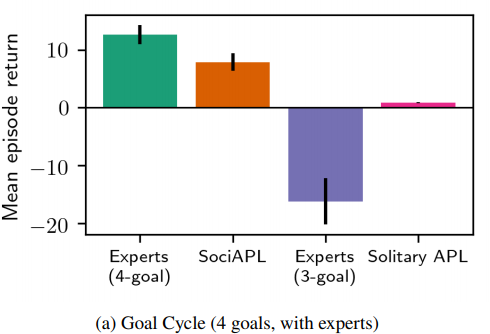 Mean episode return
10
0
−10
−20
Experts
(4-goal)
SociAPL
Experts
(3-goal)
Solitary APL
(a) Goal Cycle (4 goals, with experts)